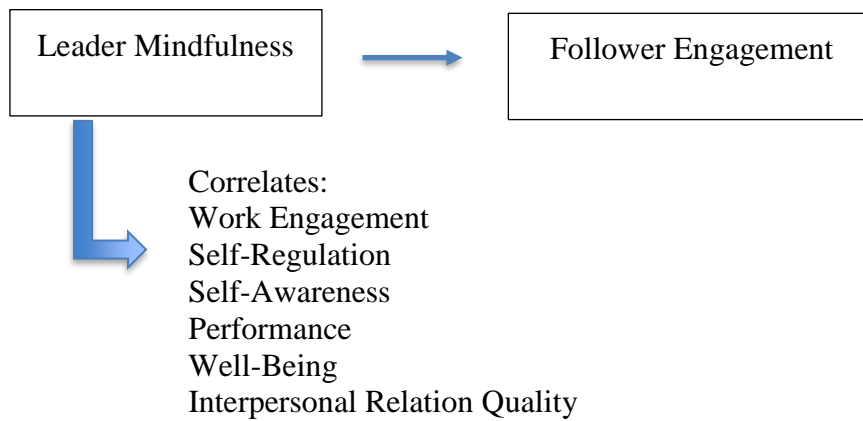 Leader Mindfulness
Follower Engagement
Correlates:
Work Engagement
Self-Regulation
Self-Awareness
Performance
Well-Being
Interpersonal Relation Quality